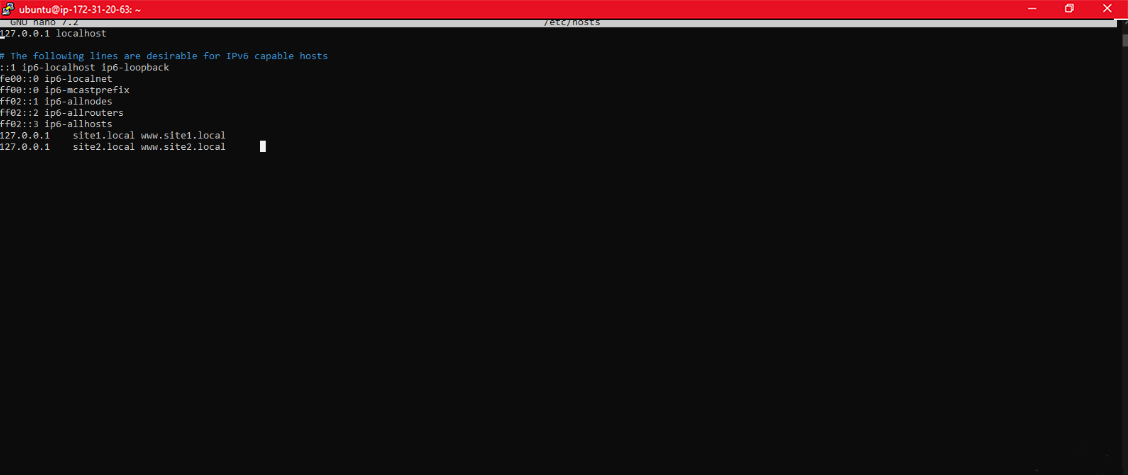 ubuntu@ip-172-31-20-63: ~
GNU nano 7.2 /etc/hosts
127.0.0.1 localhost
# The following lines are desirable for IPv6 capable hosts
::1 ip6-localhost ip6-loopback
fe00::0 ip6-localnet
ff00::0 ip6-mcastprefix
ff02::1 ip6-allnodes
ff02::2 ip6-allrouters
ff02::3 ip6-allhosts
127.0.0.1    site1.local www.site1.local
127.0.0.1    site2.local www.site2.local